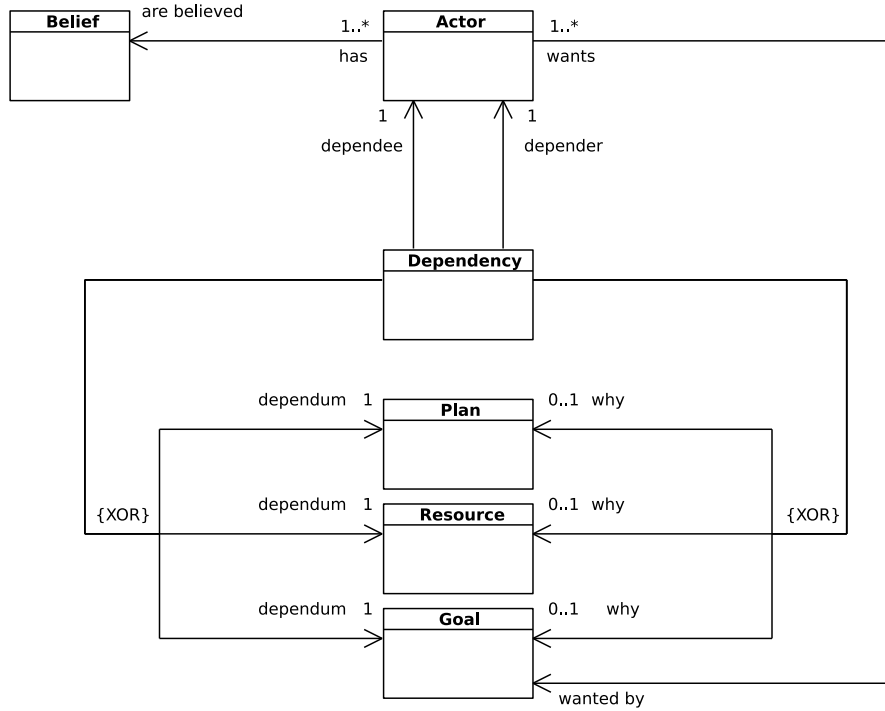 Belief
are believed
1..*
has
Actor
1..*
wants
1
dependee
1
depender
Dependency
dependum 1
Plan
0..1 why
{XOR}
dependum 1
Resource
0..1 why
{XOR}
dependum 1
Goal
0..1 why
wanted by